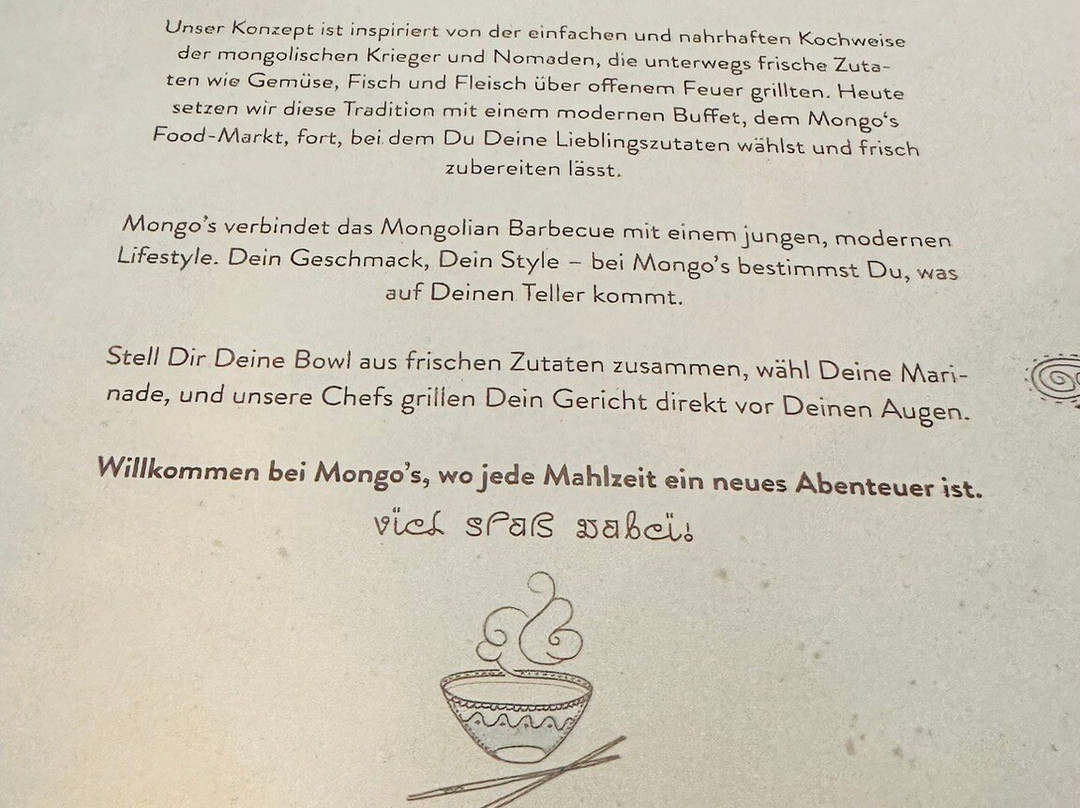 Unser Konzept ist inspiriert von der einfachen und nahrhaften Kochweise
der mongolischen Krieger und Nomaden, die unterwegs frische Zuta-
ten wie Gemüse, Fisch und Fleisch über offenem Feuer grillten. Heute
setzen wir diese Tradition mit einem modernen Buffet, dem Mongo‘s
Food-Markt, fort, bei dem Du Deine Lieblingszutaten wählst und frisch
zubereiten lässt.
Mongo’s verbindet das Mongolian Barbecue mit einem jungen, modernen
Lifestyle. Dein Geschmack, Dein Style – bei Mongo’s bestimmst Du, was
auf Deinen Teller kommt.
Stell Dir Deine Bowl aus frischen Zutaten zusammen, wähl Deine Mari-
nade, und unsere Chefs grillen Dein Gericht direkt vor Deinen Augen.
Willkommen bei Mongo’s, wo jede Mahlzeit ein neues Abenteuer ist.
viel spaß dabei!